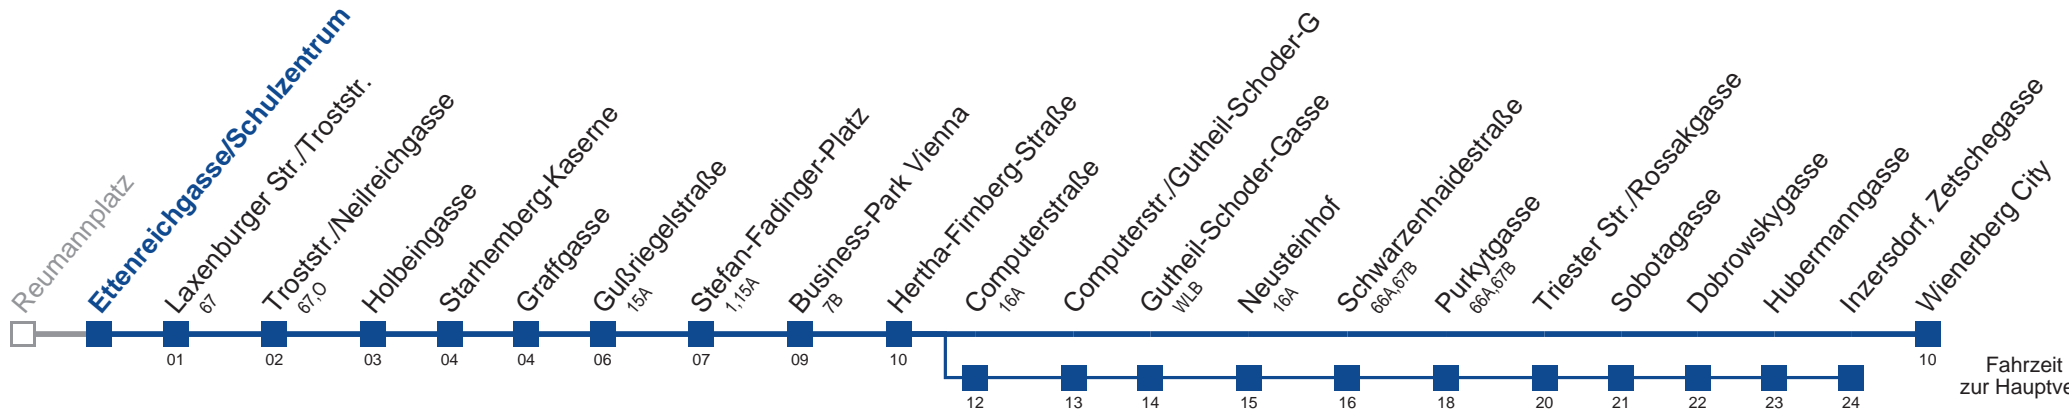 Reumannplatz
Ettenreichgasse/Schulzentrum
Laxenburger Str./Troststr.
67
Troststr./Neilreichgasse
67,O
Holbeingasse
Starhemberg-Kaserne
Graffgasse
Gußriegelstraße
15A
Stefan-Fadinger-Platz
1,15A
Business-Park Vienna
7B
Hertha-Firnberg-Straße
Computerstraße
16A
Computerstr./Gutheil-Schoder-G
Gutheil-Schoder-Gasse
WLB
Neusteinhof
16A
Schwarzenhaidestraße
66A,67B
Purkytgasse
66A,67B
Triester Str./Rossakgasse
Sobotagasse
Dobrowskygasse
Hubermanngasse
Inzersdorf, Zetschegasse
Wienerberg City
01 02 03 04 04 06 07 09 10 10
12 13 14 15 16 18 20 21 22 23 24
Fahrzeit
zur Hauptve